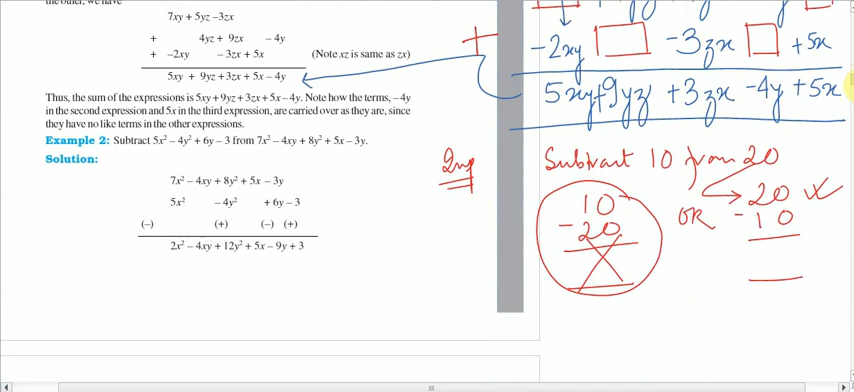 7xy + 5yz –3zx
+ 4yz + 9zx – 4y
+ –2xy – 3zx + 5x (Note xz is same as zx)
5xy + 9yz +3zx + 5x – 4y
Thus, the sum of the expressions is 5xy + 9yz + 3zx + 5x – 4y. Note how the terms, – 4y
in the second expression and 5x in the third expression, are carried over as they are, since
they have no like terms in the other expressions.
Example 2: Subtract 5x² – 4y² + 6y – 3 from 7x² – 4xy + 8y² + 5x – 3y.
Solution:
7x² – 4xy + 8y² + 5x – 3y
5x² – 4y² + 6y – 3
(–) (+) (–) (+)
2x² – 4xy + 12y² + 5x – 9y + 3
+ -2xy -3zx +5x
5xy+9yz +3zx -4y +5x
Subtract 10 from 20
10
-20
OR
20
-10